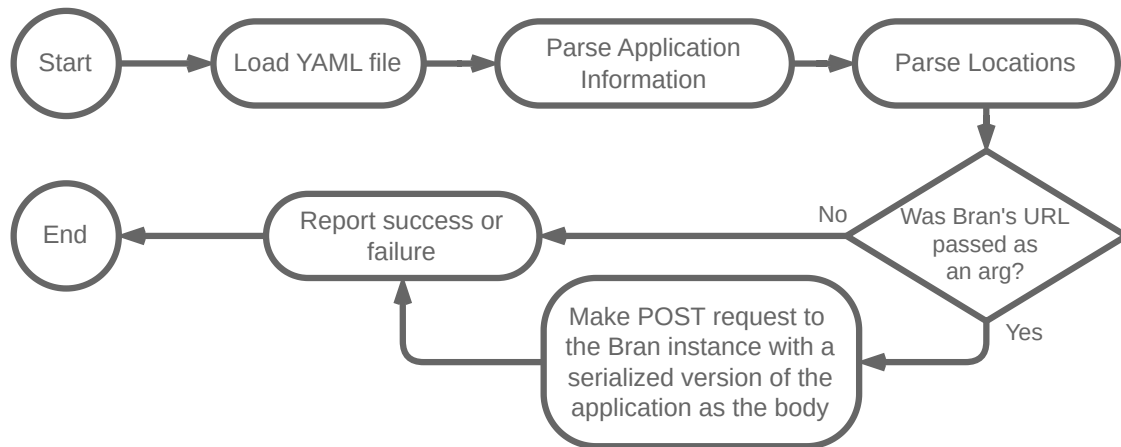 Start
Load YAML file
Parse Application
Information
Parse Locations
Was Bran's URL
passed as
an arg?
No
Yes
Make POST request to
the Bran instance with a
serialized version of the
application as the body
Report success or
failure
End